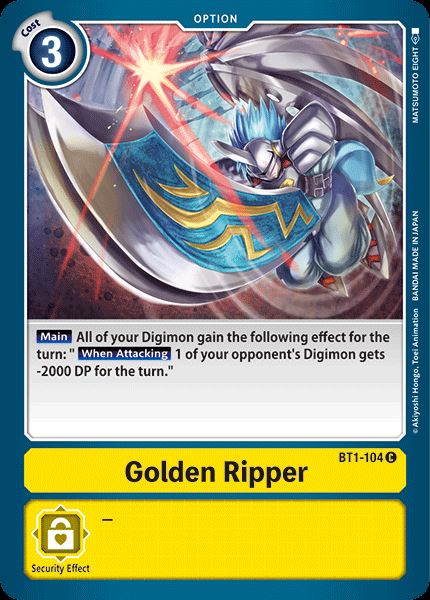 OPTION
Cost
3
MATSUMOTO EIGHT
© Akiyoshi Hongo, Toei Animation BANDAI MADE IN JAPAN
Main All of your Digimon gain the following effect for the
turn: " When Attacking 1 of your opponent's Digimon gets
-2000 DP for the turn."
BT1-104 C
Golden Ripper
–
Security Effect